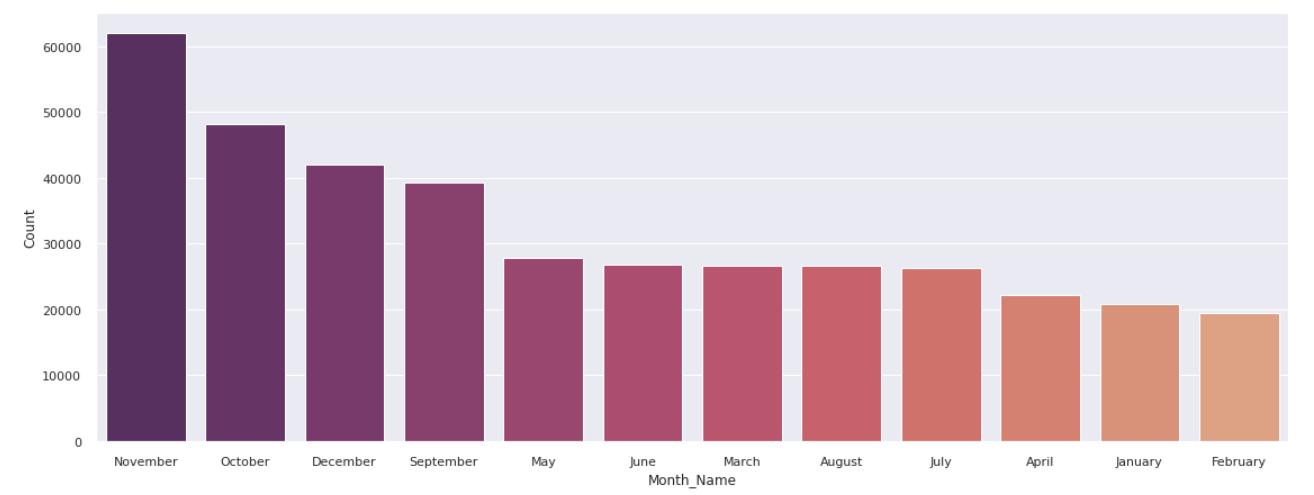 60000
50000
40000
30000
20000
10000
0
Count
November October December September May June March August July April January February
Month_Name